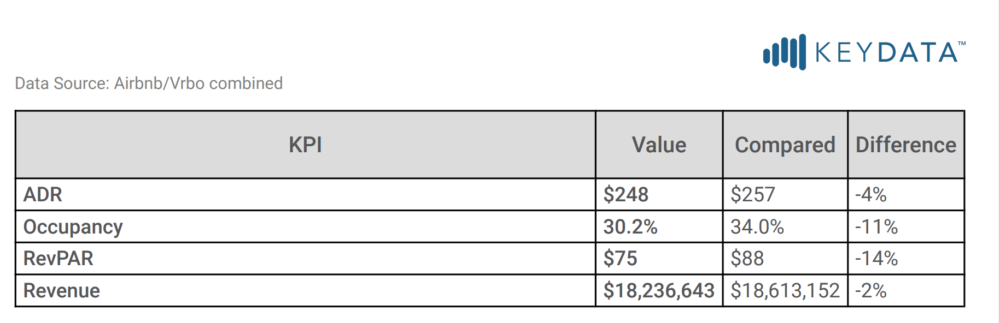 KEYDATA™
Data Source: Airbnb/Vrbo combined
KPI Value Compared Difference
ADR $248 $257 -4%
Occupancy 30.2% 34.0% -11%
RevPAR $75 $88 -14%
Revenue $18,236,643 $18,613,152 -2%